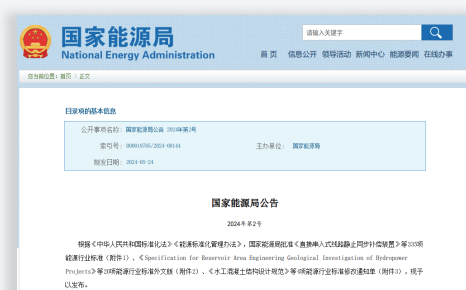 国家能源局
National Energy Administration
请输入关键字
首 页 信息公开 领导活动 新闻中心 能源要闻 在线办事
您当前位置：首页 > 正文
目录项的基本信息
公开事项名称： 国家能源局公告 2024年第2号
索引号： 000019705/2024-00144 主办单位： 国家能源局
制发日期： 2024-05-24
国家能源局公告
2024年第2号
根据《中华人民共和国标准化法》《能源标准化管理办法》，国家能源局批准《直接串入式线路静止同步补偿装置》等335项
能源行业标准（附件1）、《Specification for Reservoir Area Engineering Geological Investigation of Hydropower
Projects》等20项能源行业标准外文版（附件2）、《水工混凝土结构设计规范》等4项能源行业标准修改通知单（附件3），现予
以发布。